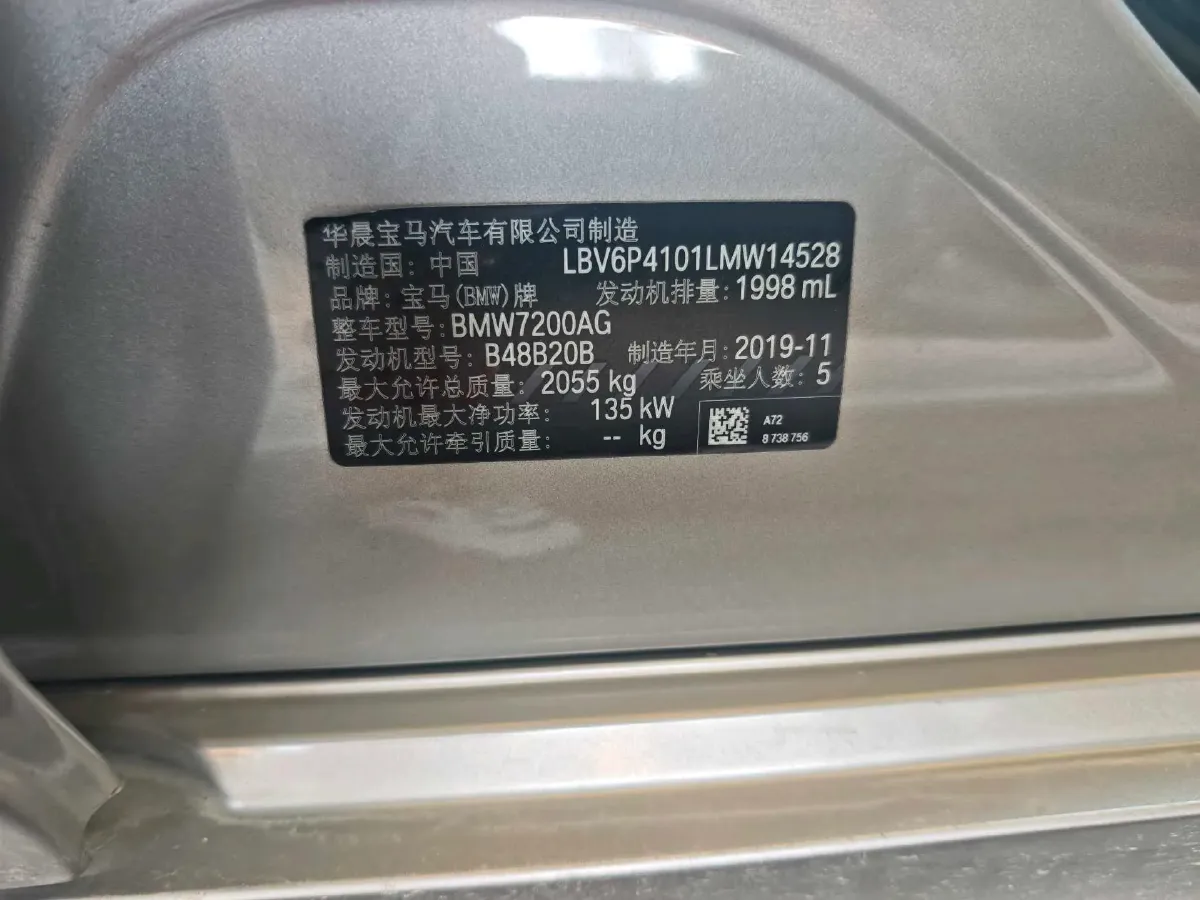 华晨宝马汽车有限公司制造
制造国：中国 LBV6P4101LMW14528
品牌：宝马(BMW)牌 发动机排量：1998 mL
整车型号：BMW7200AG
发动机型号：B48B20B 制造年月：2019-11
最大允许总质量：2055 kg 乘坐人数：5
发动机最大净功率： 135 kW
最大允许牵引质量： -- kg
A72
8 738 756